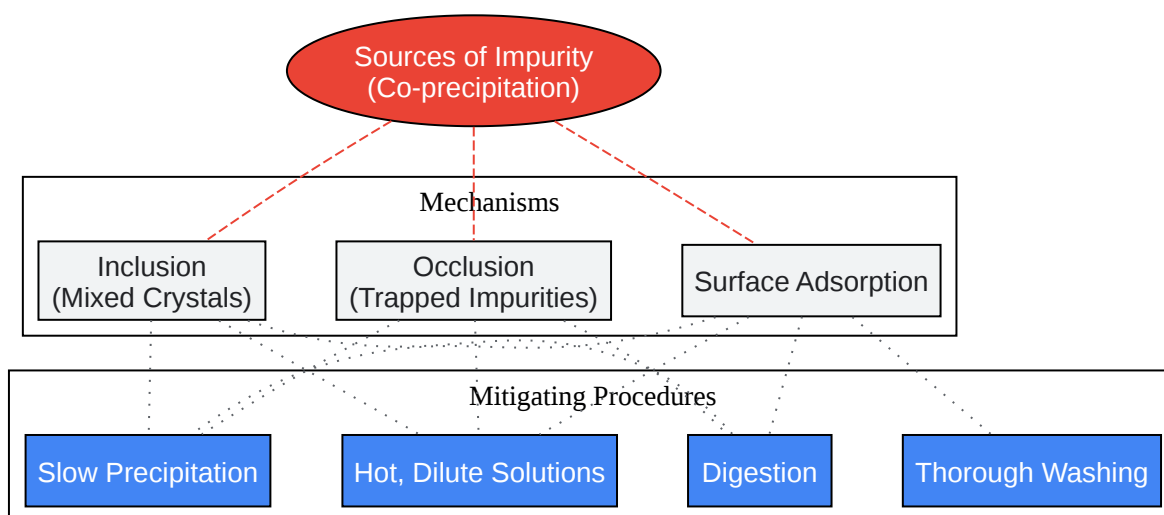 Sources of Impurity
(Co-precipitation)
Mechanisms
Inclusion
(Mixed Crystals)
Occlusion
(Trapped Impurities)
Surface Adsorption
Mitigating Procedures
Slow Precipitation
Hot, Dilute Solutions
Digestion
Thorough Washing